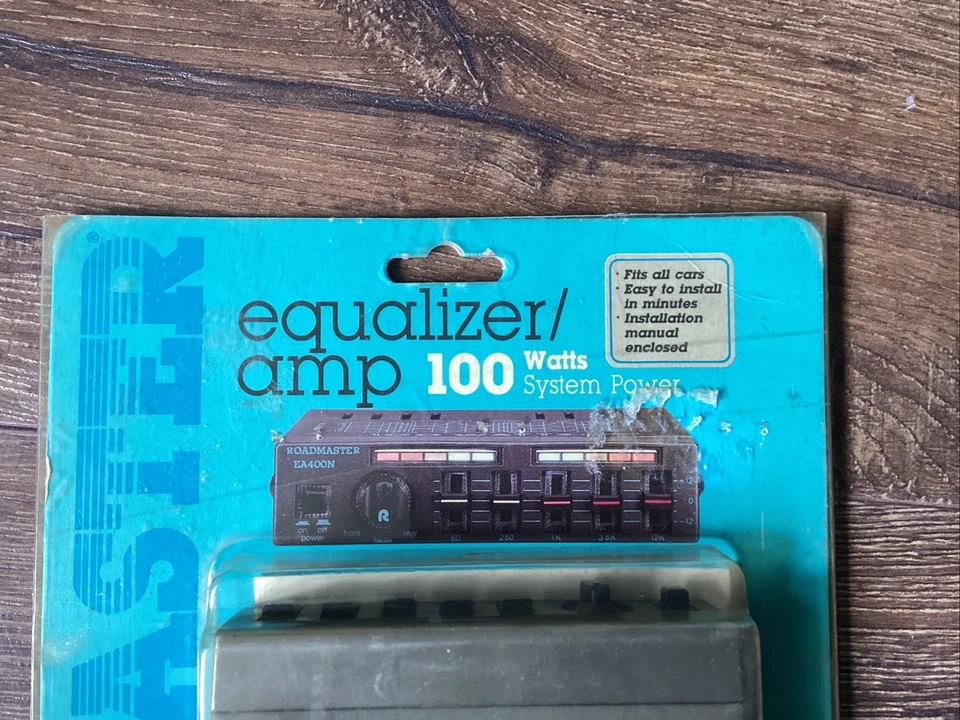 ASTER®
equalizer/
amp 100 Watts
System Power
· Fits all cars
· Easy to install
in minutes
· Installation
manual
enclosed
ROADMASTER
EA400N
R
on off
power
front rear
fader
60 250 1K 3.5K 12K
+12
0
-12